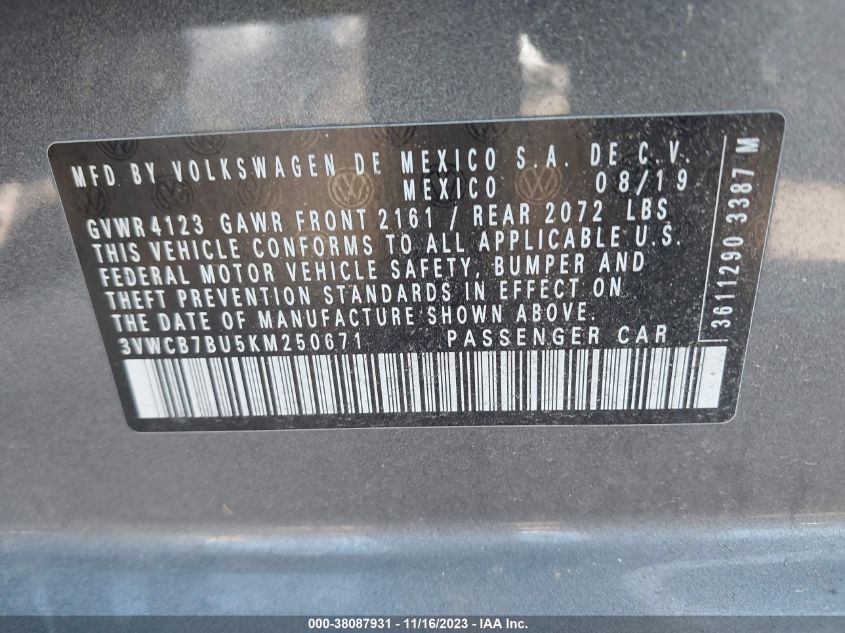 MFD BY VOLKSWAGEN DE MEXICO S.A. DE C.V.
MEXICO 08/19
GVWR4123 GAWR FRONT 2161 / REAR 2072 LBS
THIS VEHICLE CONFORMS TO ALL APPLICABLE U.S.
FEDERAL MOTOR VEHICLE SAFETY, BUMPER AND
THEFT PREVENTION STANDARDS IN EFFECT ON
THE DATE OF MANUFACTURE SHOWN ABOVE.
3VWCB7BU5KM250671 PASSENGER CAR
3611290 3387 M
000-38087931 - 11/16/2023 - IAA Inc.